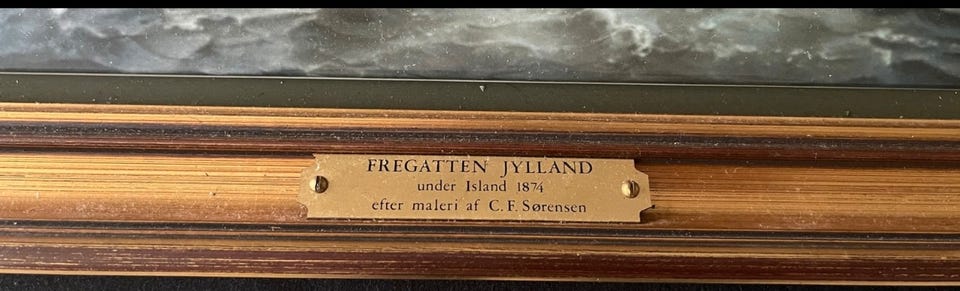 FREGATTEN JYLLAND
under Island 1874
efter maleri af C. F. Sørensen